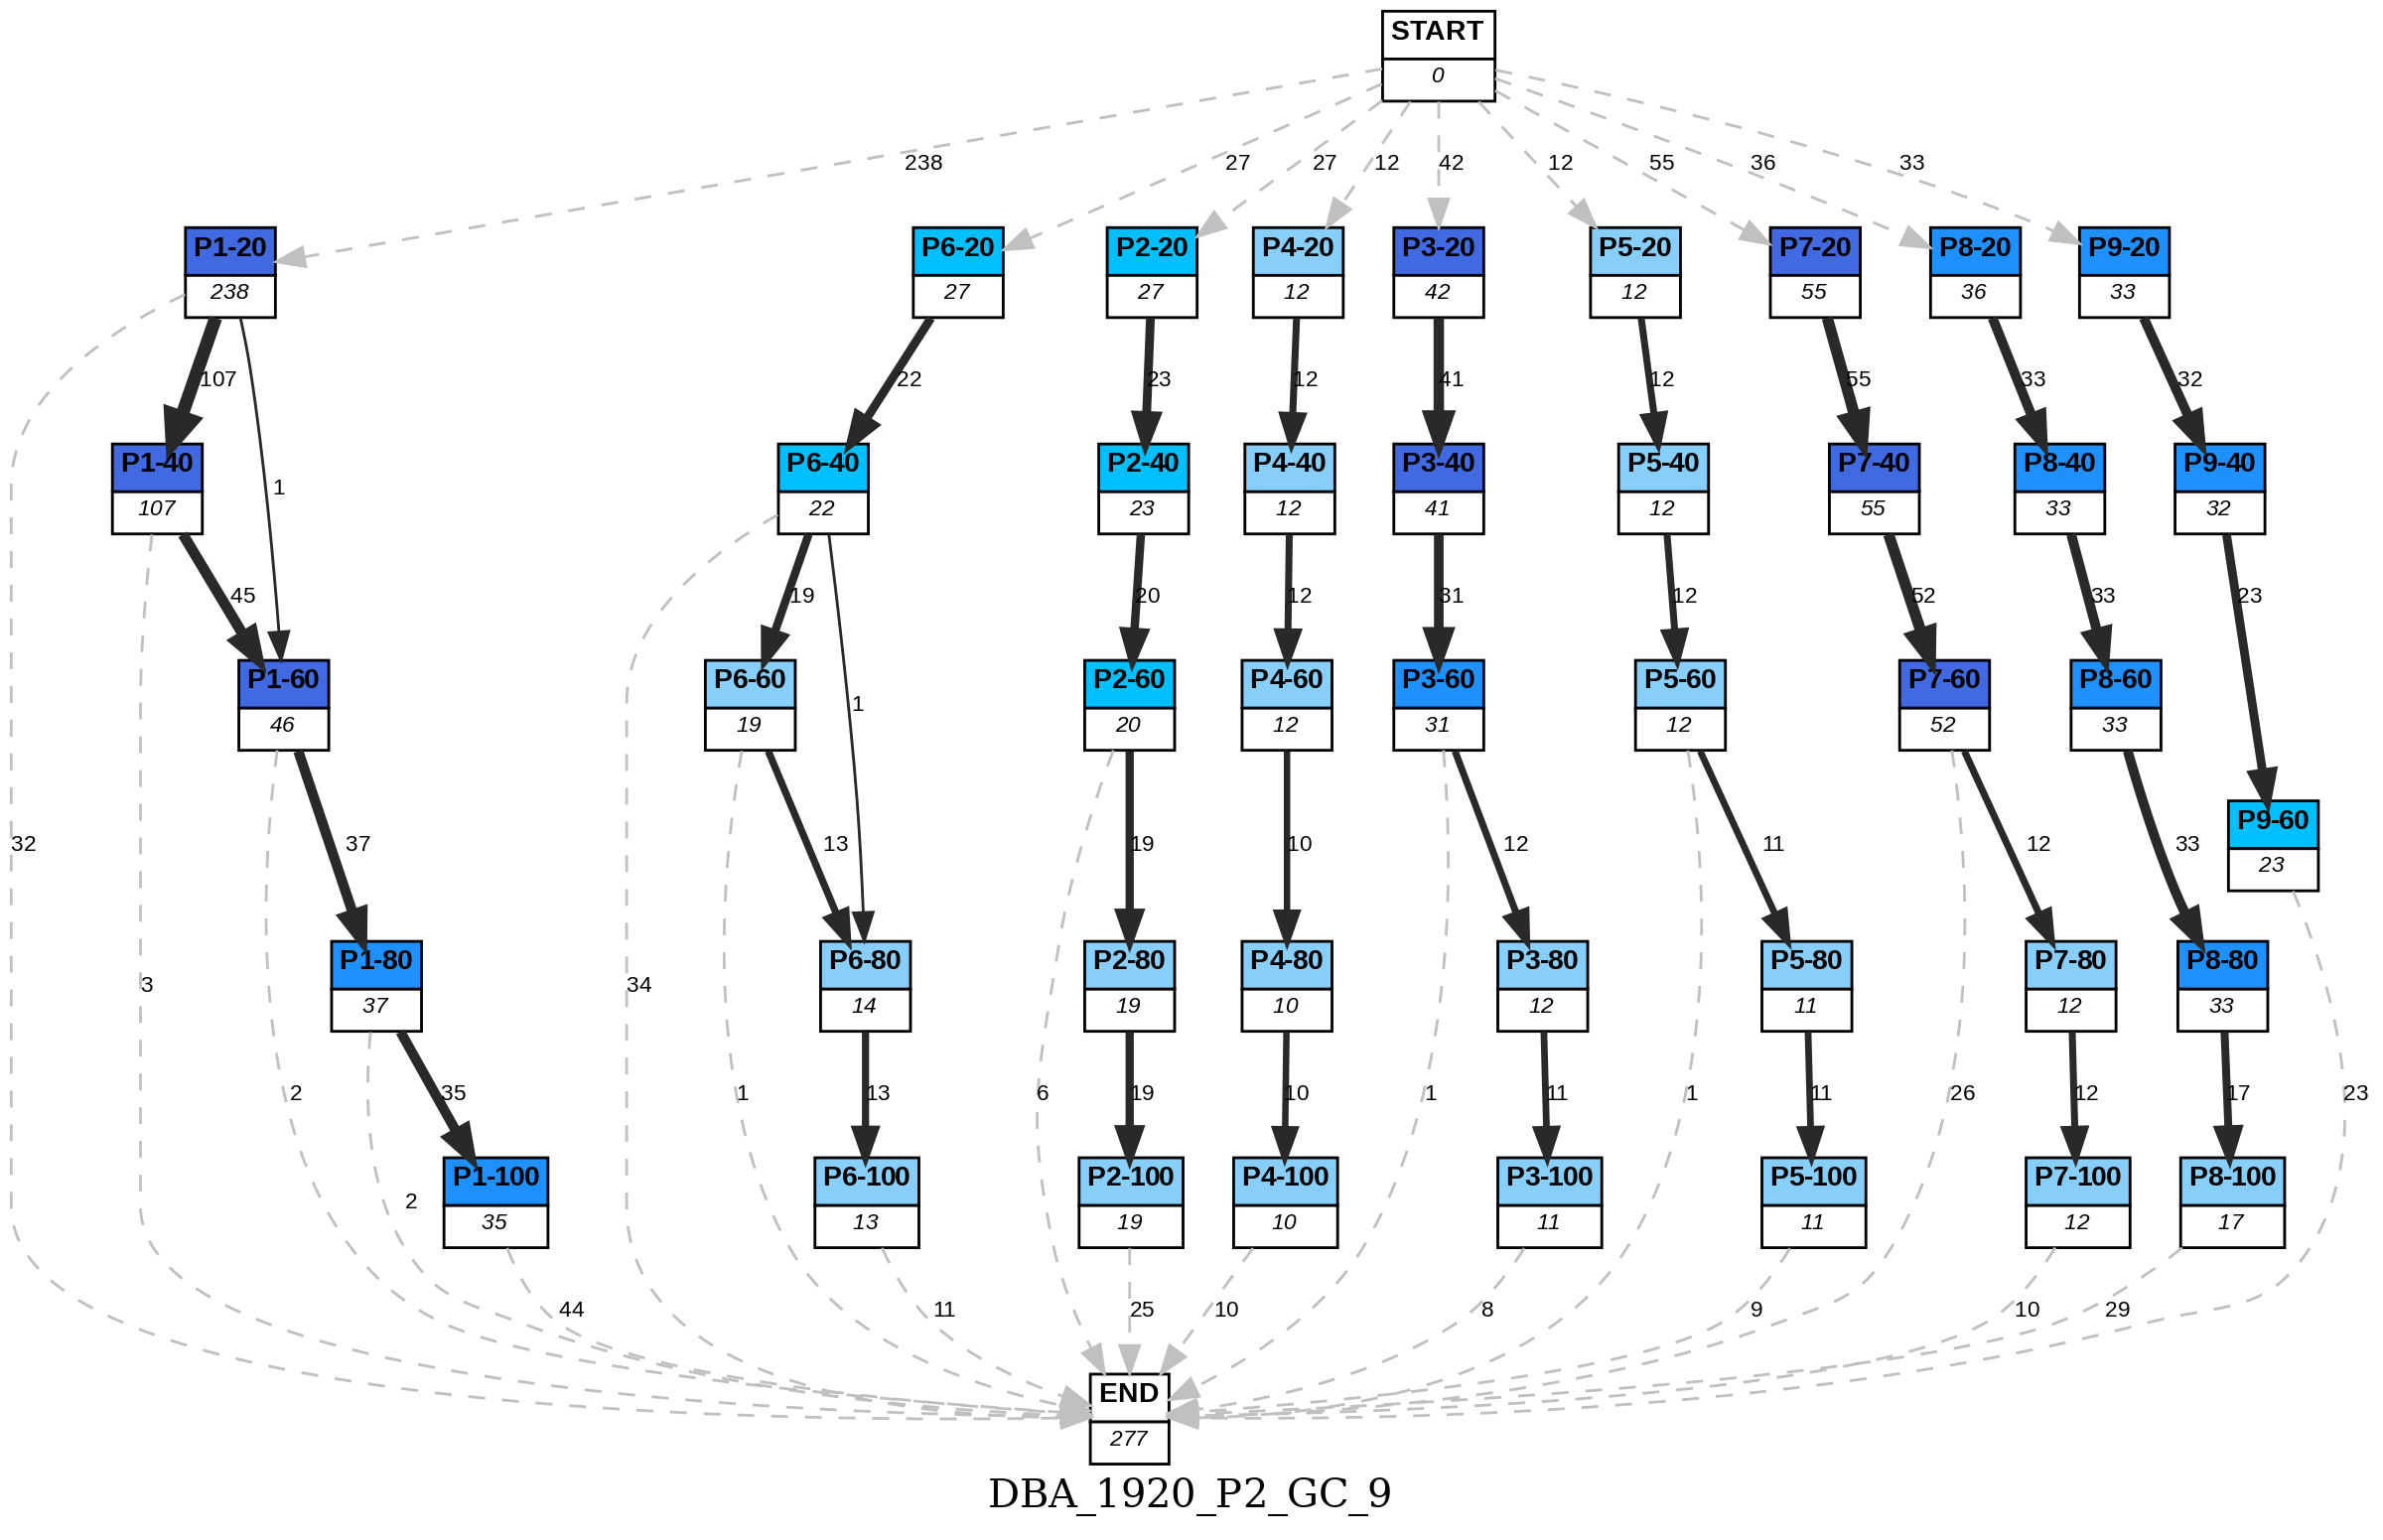 START
0
238 27 27 12 42 12 55 36 33
P1-20 P6-20 P2-20 P4-20 P3-20 P5-20 P7-20 P8-20 P9-20
238 27 27 12 42 12 55 36 33
107 22 23 12 41 12 55 33 32
P1-40 P6-40 P2-40 P4-40 P3-40 P5-40 P7-40 P8-40 P9-40
1
107 22 23 12 41 12 55 33 32
45 19 20 12 31 12 52 33 23
P1-60 P6-60 P2-60 P4-60 P3-60 P5-60 P7-60 P8-60
1
46 19 20 12 31 12 52 33
P9-60
32 37 13 19 10 12 11 12 33
23
P1-80 P6-80 P2-80 P4-80 P3-80 P5-80 P7-80 P8-80
3 34
37 14 19 10 12 11 12 33
2 35 1 13 6 19 10 1 11 1 11 26 12 17 23
P1-100 P6-100 P2-100 P4-100 P3-100 P5-100 P7-100 P8-100
2
35 13 19 10 11 11 12 17
44 11 25 10 8 9 10 29
END
277
DBA_1920_P2_GC_9